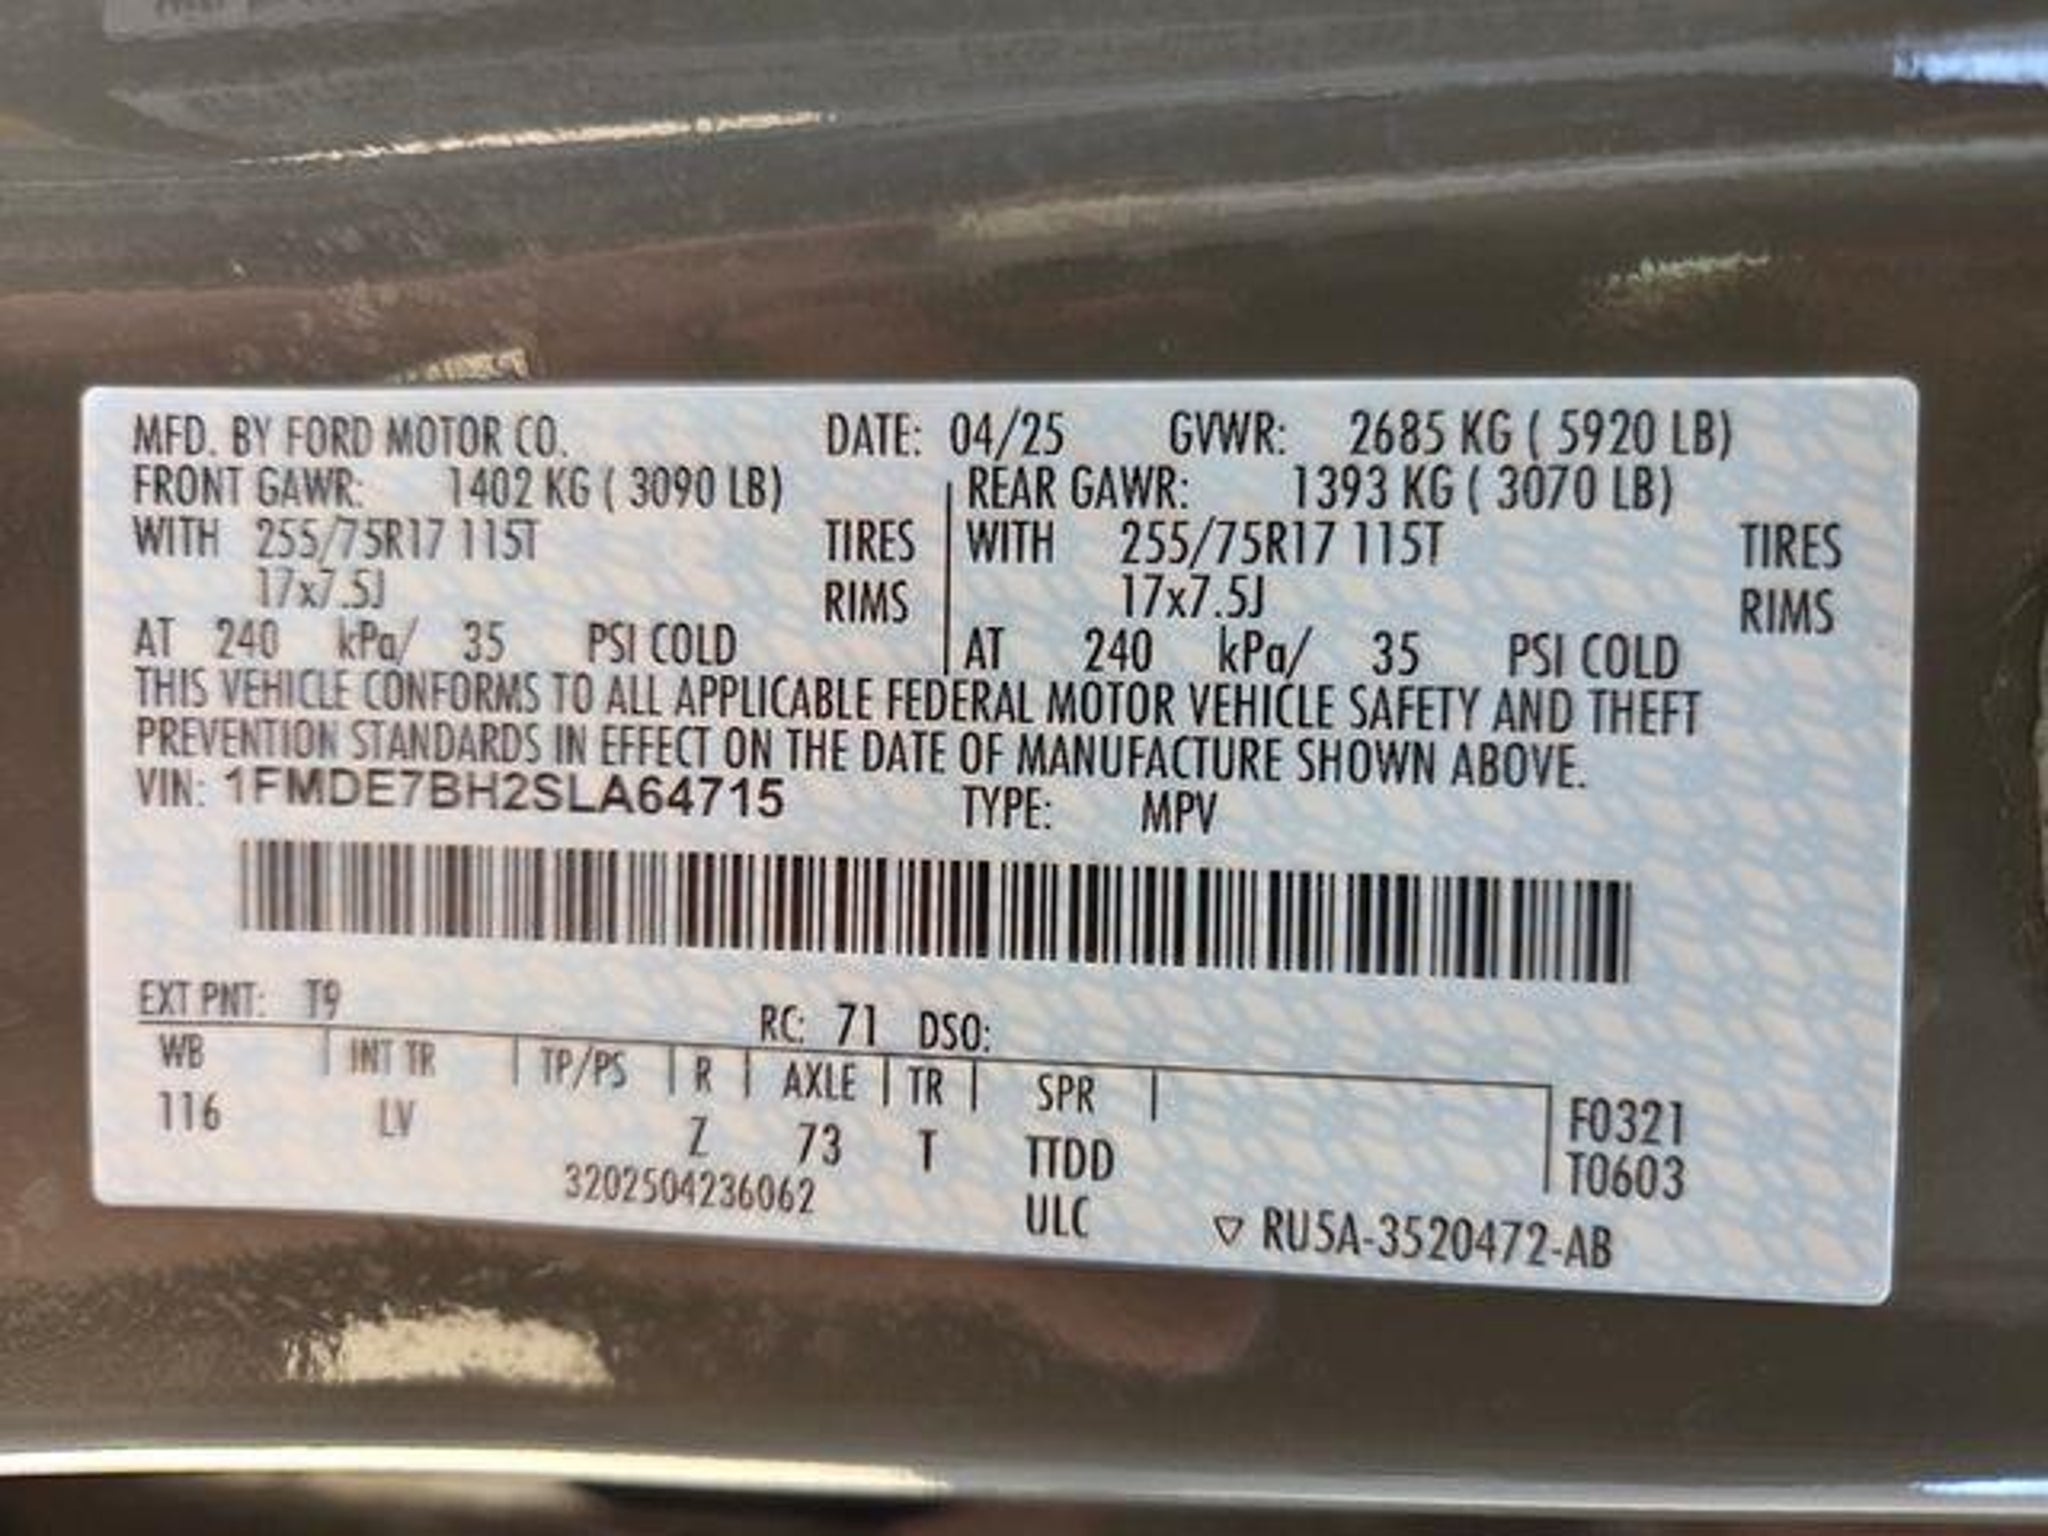 MFD. BY FORD MOTOR CO. DATE: 04/25 GVWR: 2685 KG ( 5920 LB)
FRONT GAWR: 1402 KG ( 3090 LB) REAR GAWR: 1393 KG ( 3070 LB)
WITH 255/75R17 115T TIRES WITH 255/75R17 115T TIRES
17x7.5J RIMS 17x7.5J RIMS
AT 240 kPa/ 35 PSI COLD AT 240 kPa/ 35 PSI COLD
THIS VEHICLE CONFORMS TO ALL APPLICABLE FEDERAL MOTOR VEHICLE SAFETY AND THEFT
PREVENTION STANDARDS IN EFFECT ON THE DATE OF MANUFACTURE SHOWN ABOVE.
VIN: 1FMDE7BH2SLA64715 TYPE: MPV
EXT PNT: T9 RC: 71 DSO:
WB INT TR TP/PS R AXLE TR SPR
116 LV Z 73 T TTDD
F0321
T0603
3202504236062 ULC ▽ RU5A-3520472-AB